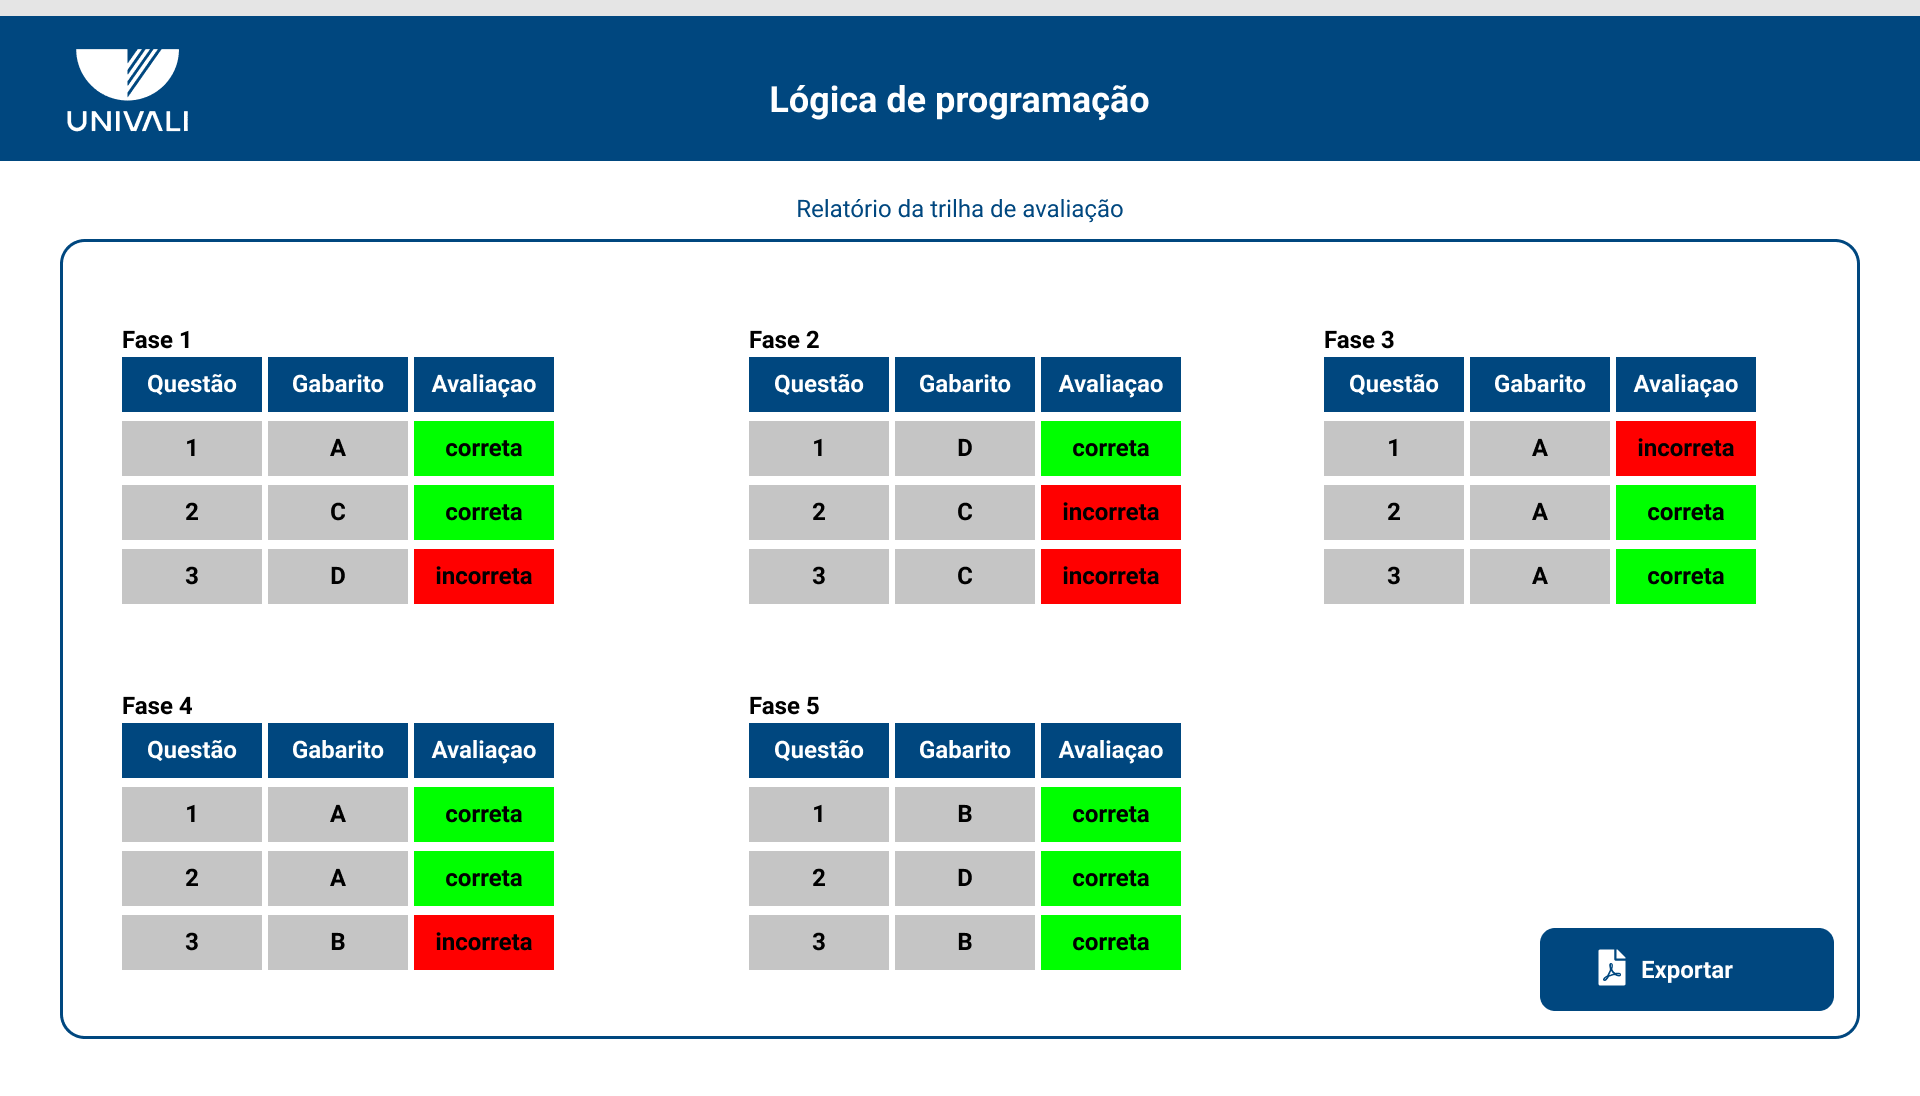 UNIVALI
Lógica de programação
Relatório da trilha de avaliação
Fase 1
Questão Gabarito Avaliaçao
1 A correta
2 C correta
3 D incorreta
Fase 2
Questão Gabarito Avaliaçao
1 D correta
2 C incorreta
3 C incorreta
Fase 3
Questão Gabarito Avaliaçao
1 A incorreta
2 A correta
3 A correta
Fase 4
Questão Gabarito Avaliaçao
1 A correta
2 A correta
3 B incorreta
Fase 5
Questão Gabarito Avaliaçao
1 B correta
2 D correta
3 B correta
Exportar